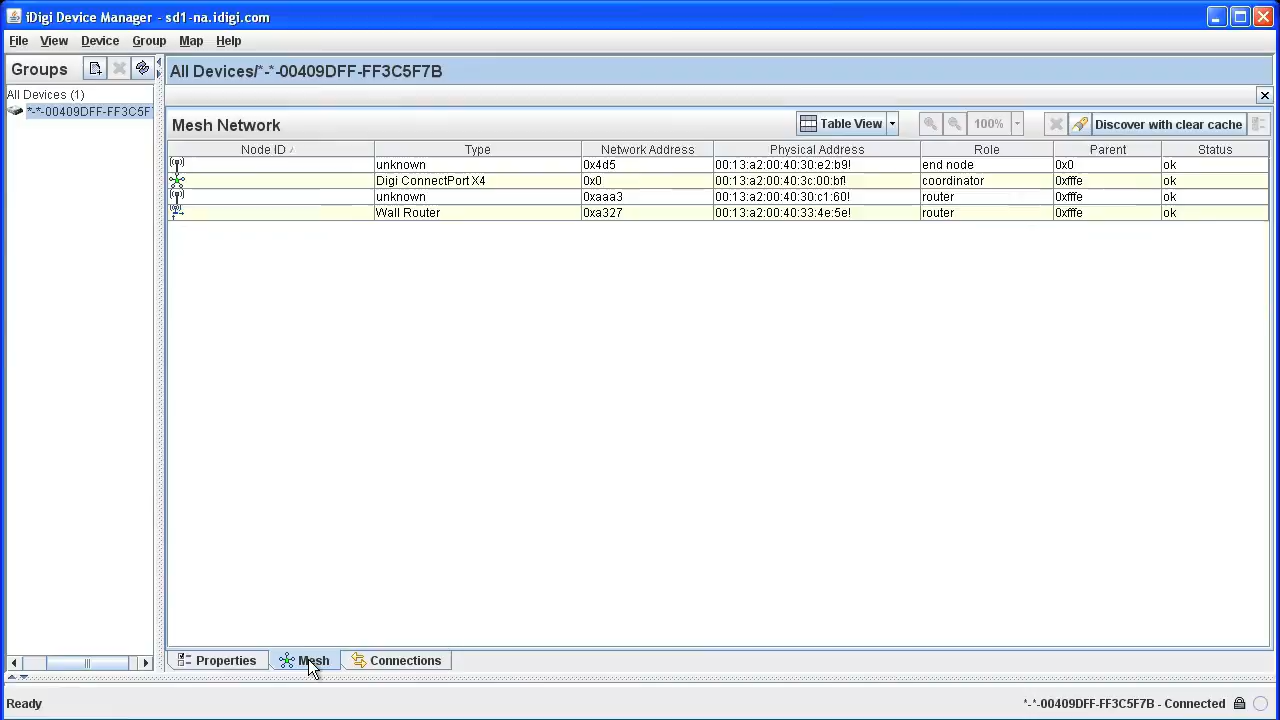 iDigi Device Manager - sd1-na.idigi.com
File View Device Group Map Help
Groups
All Devices/*-*-00409DFF-FF3C5F7B
All Devices (1)
*-*-00409DFF-FF3C5F
Mesh Network
Table View
100%
Discover with clear cache
Node ID Type Network Address Physical Address Role Parent Status
unknown 0x4d5 00:13:a2:00:40:30:e2:b9! end node 0x0 ok
Digi ConnectPort X4 0x0 00:13:a2:00:40:3c:00:bf! coordinator 0xfffe ok
unknown 0xaaa3 00:13:a2:00:40:30:c1:60! router 0xfffe ok
Wall Router 0xa327 00:13:a2:00:40:33:4e:5e! router 0xfffe ok
Properties Mesh Connections
Ready
*-*-00409DFF-FF3C5F7B - Connected